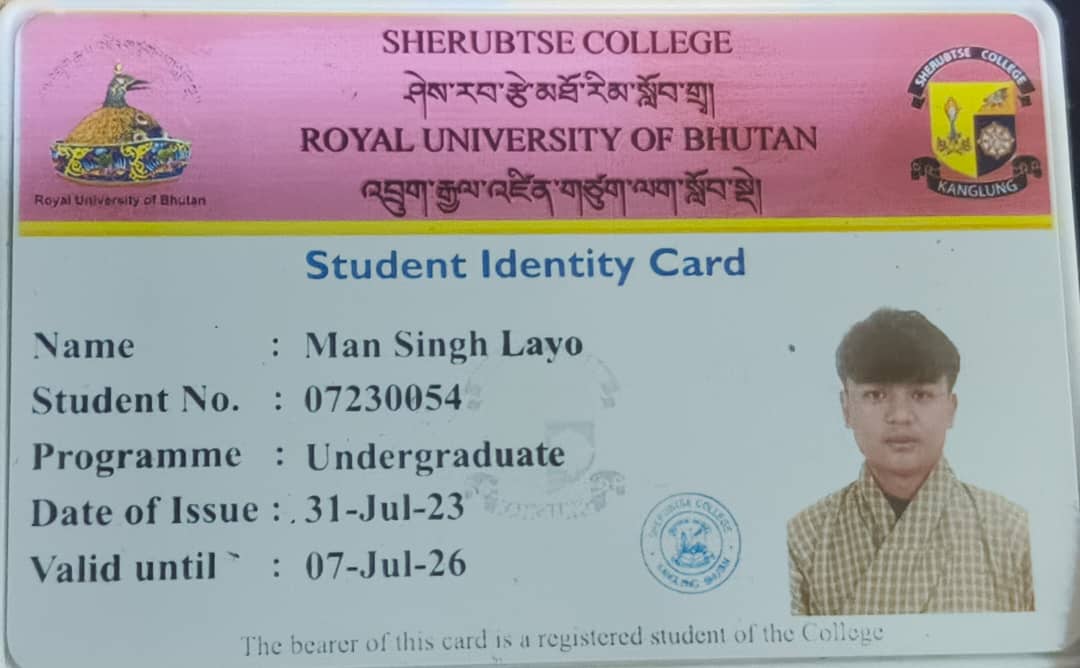 SHERUBTSE COLLEGE
ཤེས་རབ་རྩེ་མཐོ་རིམ་སློབ་གྲྭ།
ROYAL UNIVERSITY OF BHUTAN
འབྲུག་རྒྱལ་འཛིན་གཙུག་ལག་སློབ་སྡེ།
Royal University of Bhutan
SHERUBTSE COLLEGE
KANGLUNG
Student Identity Card
Name : Man Singh Layo
Student No. : 07230054
Programme : Undergraduate
Date of Issue : 31-Jul-23
Valid until : 07-Jul-26
SHERUBTSE COLLEGE
The bearer of this card is a registered student of the College